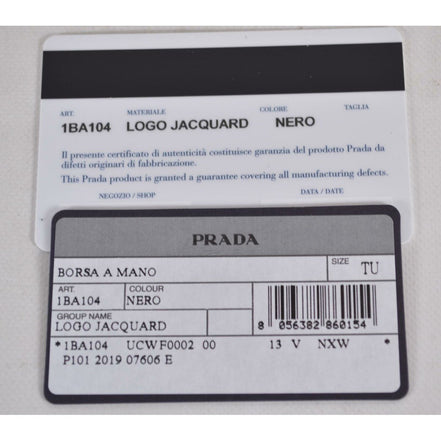 ART. MATERIALE COLORE TAGLIA
1BA104 LOGO JACQUARD NERO
Il presente certificato di autenticità costituisce garanzia del prodotto Prada da
difetti originari di fabbricazione.
This Prada product is granted a guarantee covering all manufacturing defects.
NEGOZIO / SHOP DATA / DATE
PRADA
BORSA A MANO SIZE TU
ART. COLOUR
1BA104 NERO
GROUP NAME
LOGO JACQUARD
8 056382 860154
*1BA104 UCWF0002 00 13 V NXW *
P101 2019 07606 E